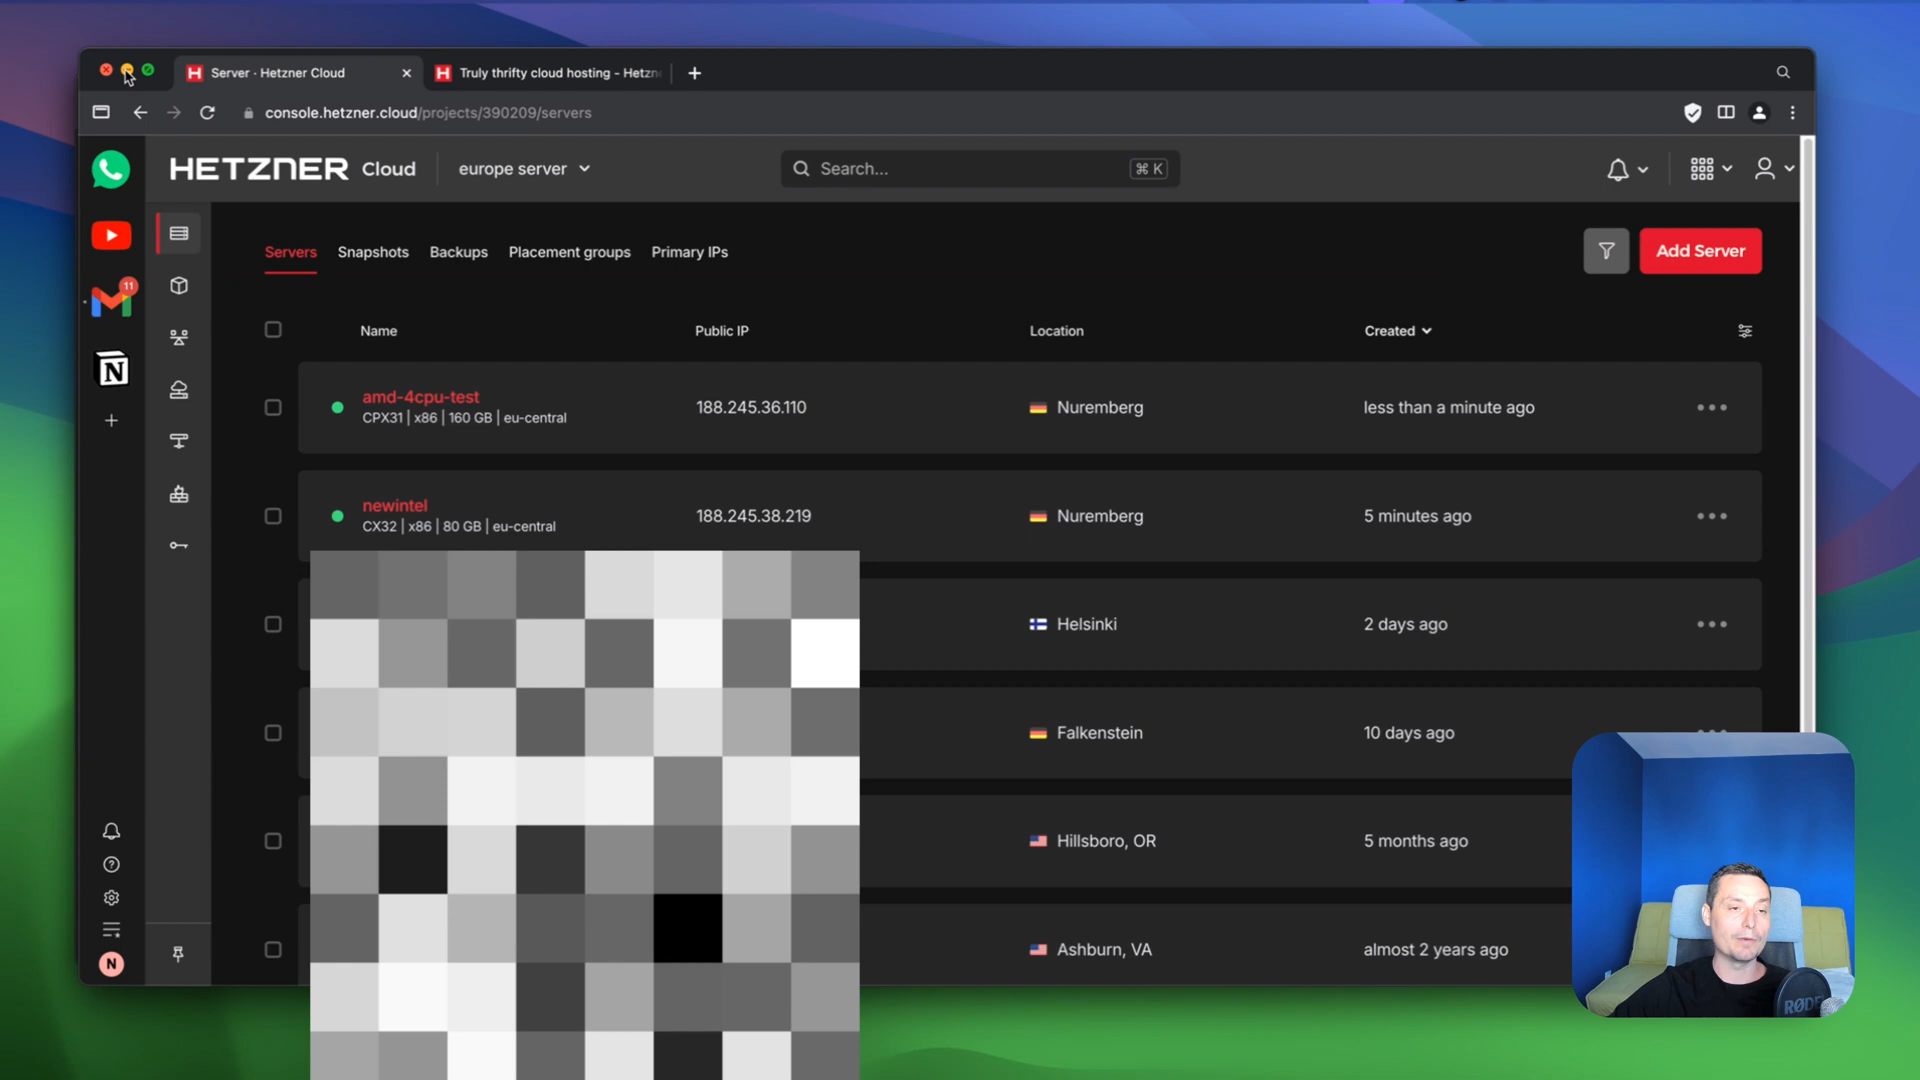 Server · Hetzner Cloud
Truly thrifty cloud hosting - Hetzn
console.hetzner.cloud/projects/390209/servers
HETZNER Cloud
europe server
Search...
⌘ K
11
N
Servers Snapshots Backups Placement groups Primary IPs
Add Server
Name Public IP Location Created
amd-4cpu-test
CPX31 | x86 | 160 GB | eu-central
188.245.36.110
Nuremberg
less than a minute ago
newintel
CX32 | x86 | 80 GB | eu-central
188.245.38.219
Nuremberg
5 minutes ago
Helsinki
2 days ago
Falkenstein
10 days ago
Hillsboro, OR
5 months ago
Ashburn, VA
almost 2 years ago
N
RØDE